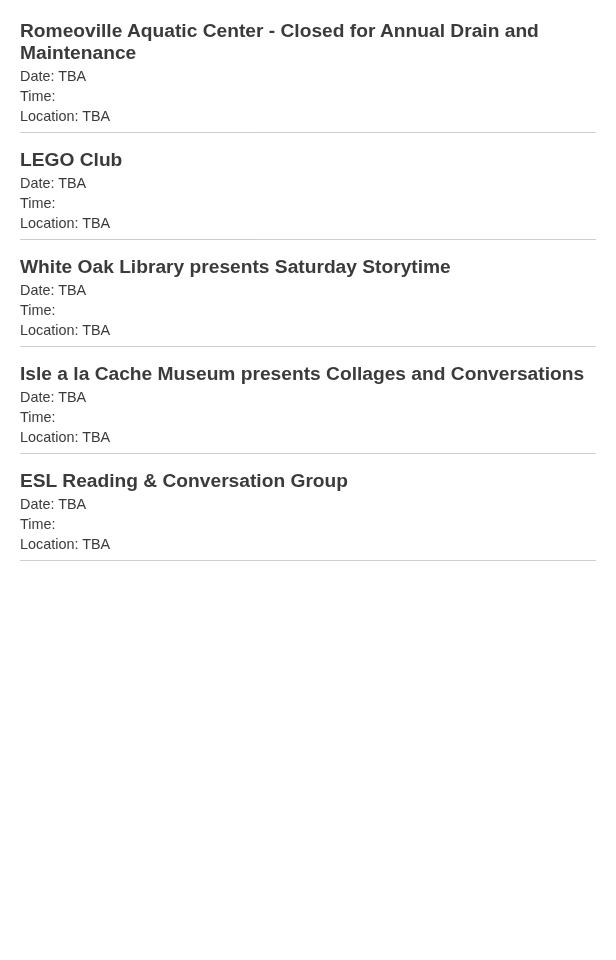 Romeoville Aquatic Center - Closed for Annual Drain and
Maintenance
Date: TBA
Time:
Location: TBA
LEGO Club
Date: TBA
Time:
Location: TBA
White Oak Library presents Saturday Storytime
Date: TBA
Time:
Location: TBA
Isle a la Cache Museum presents Collages and Conversations
Date: TBA
Time:
Location: TBA
ESL Reading & Conversation Group
Date: TBA
Time:
Location: TBA